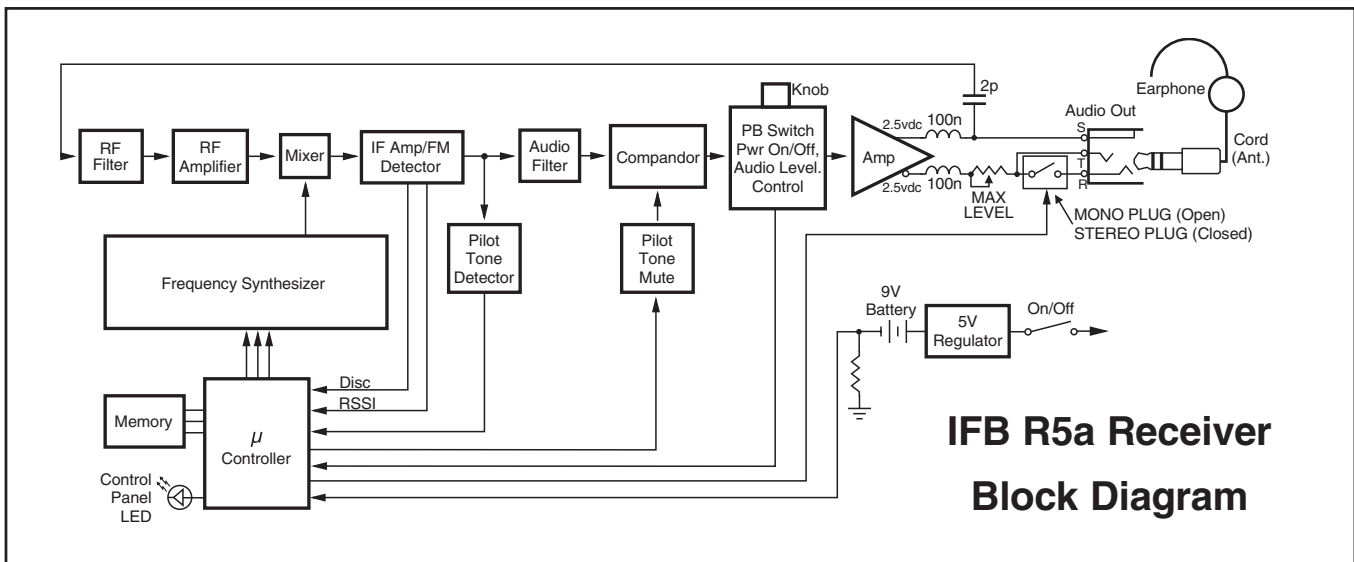 Knob
2p
Earphone
Audio Out
2.5vdc
100n
S
Cord
(Ant.)
RF
Filter
RF
Amplifier
Mixer
IF Amp/FM
Detector
Audio
Filter
Compandor
PB Switch
Pwr On/Off,
Audio Level.
Control
Amp
2.5vdc
100n
T
R
MAX
LEVEL
MONO PLUG (Open)
STEREO PLUG (Closed)
Frequency Synthesizer
Pilot
Tone
Detector
Pilot
Tone
Mute
9V
Battery
5V
Regulator
On/Off
Disc
RSSI
Memory
μ
Controller
Control
Panel
LED
IFB R5a Receiver
Block Diagram